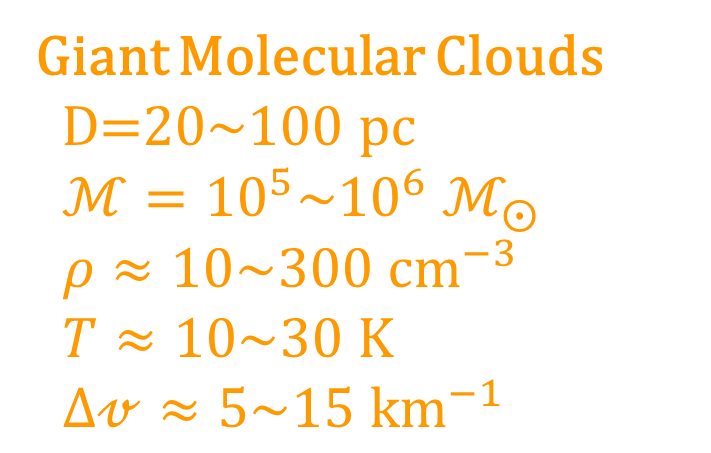 Giant Molecular Clouds
D=20~100 pc
ℳ = 10⁵~10⁶ ℳ☉
ρ ≈ 10~300 cm⁻³
T ≈ 10~30 K
Δ𝓋 ≈ 5~15 km⁻¹